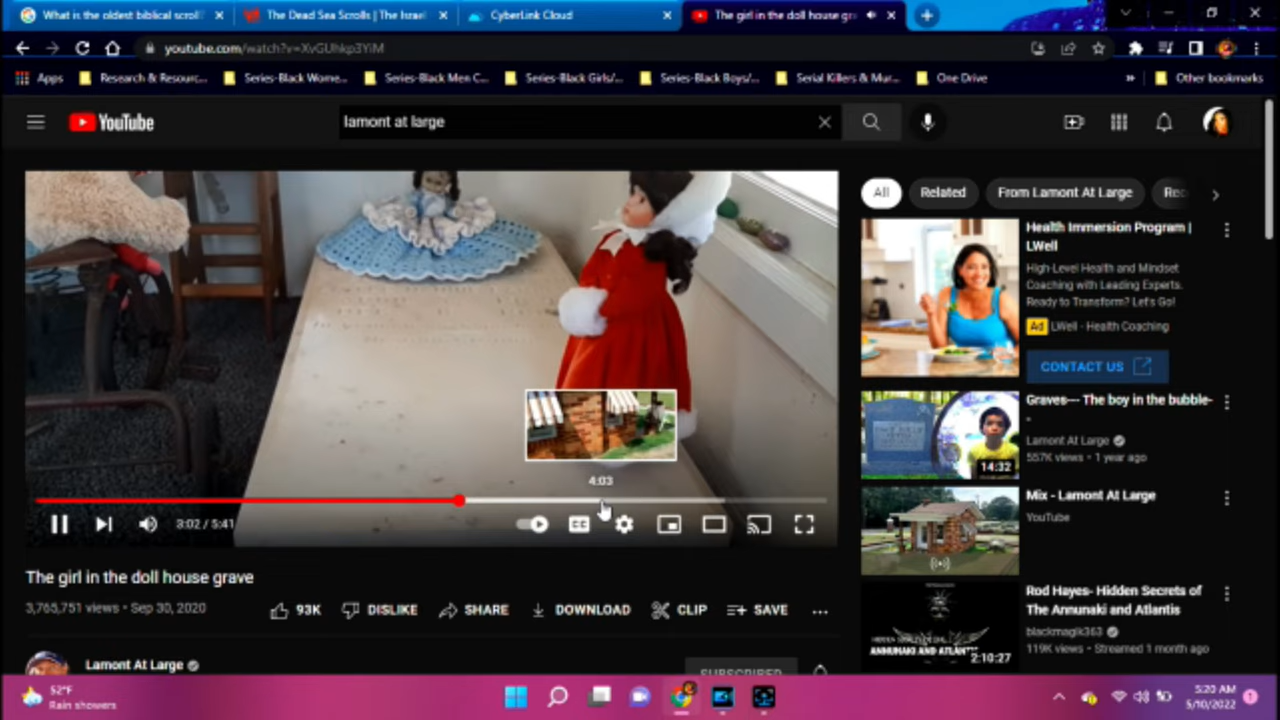 What is the oldest biblical scroll
The Dead Sea Scrolls | The Israel
CyberLink Cloud
The girl in the doll house gra
youtube.com/watch?v=XvGUhkp3YiM
Apps
Research & Resourc...
Series-Black Wome...
Series-Black Men C...
Series-Black Girls/...
Series-Black Boys/...
Serial Killers & Mur...
One Drive
»
Other bookmarks
YouTube
lamont at large
All
Related
From Lamont At Large
Rec
Health Immersion Program |
LWell
High-Level Health and Mindset
Coaching with Leading Experts.
Ready to Transform? Let's Go!
Ad LWell - Health Coaching
CONTACT US
Graves--- The boy in the bubble-
-
Lamont At Large
557K views • 1 year ago
14:32
Mix - Lamont At Large
YouTube
Rod Hayes- Hidden Secrets of
The Annunaki and Atlantis
blackmagik363
119K views • Streamed 1 month ago
ANNUNAKI AND ATLANTIS
2:10:27
4:03
3:02 / 5:41
CC
The girl in the doll house grave
3,765,751 views • Sep 30, 2020
93K
DISLIKE
SHARE
DOWNLOAD
CLIP
SAVE
...
Lamont At Large
SUBSCRIBED
52°F
Rain showers
5:20 AM
5/10/2022
1